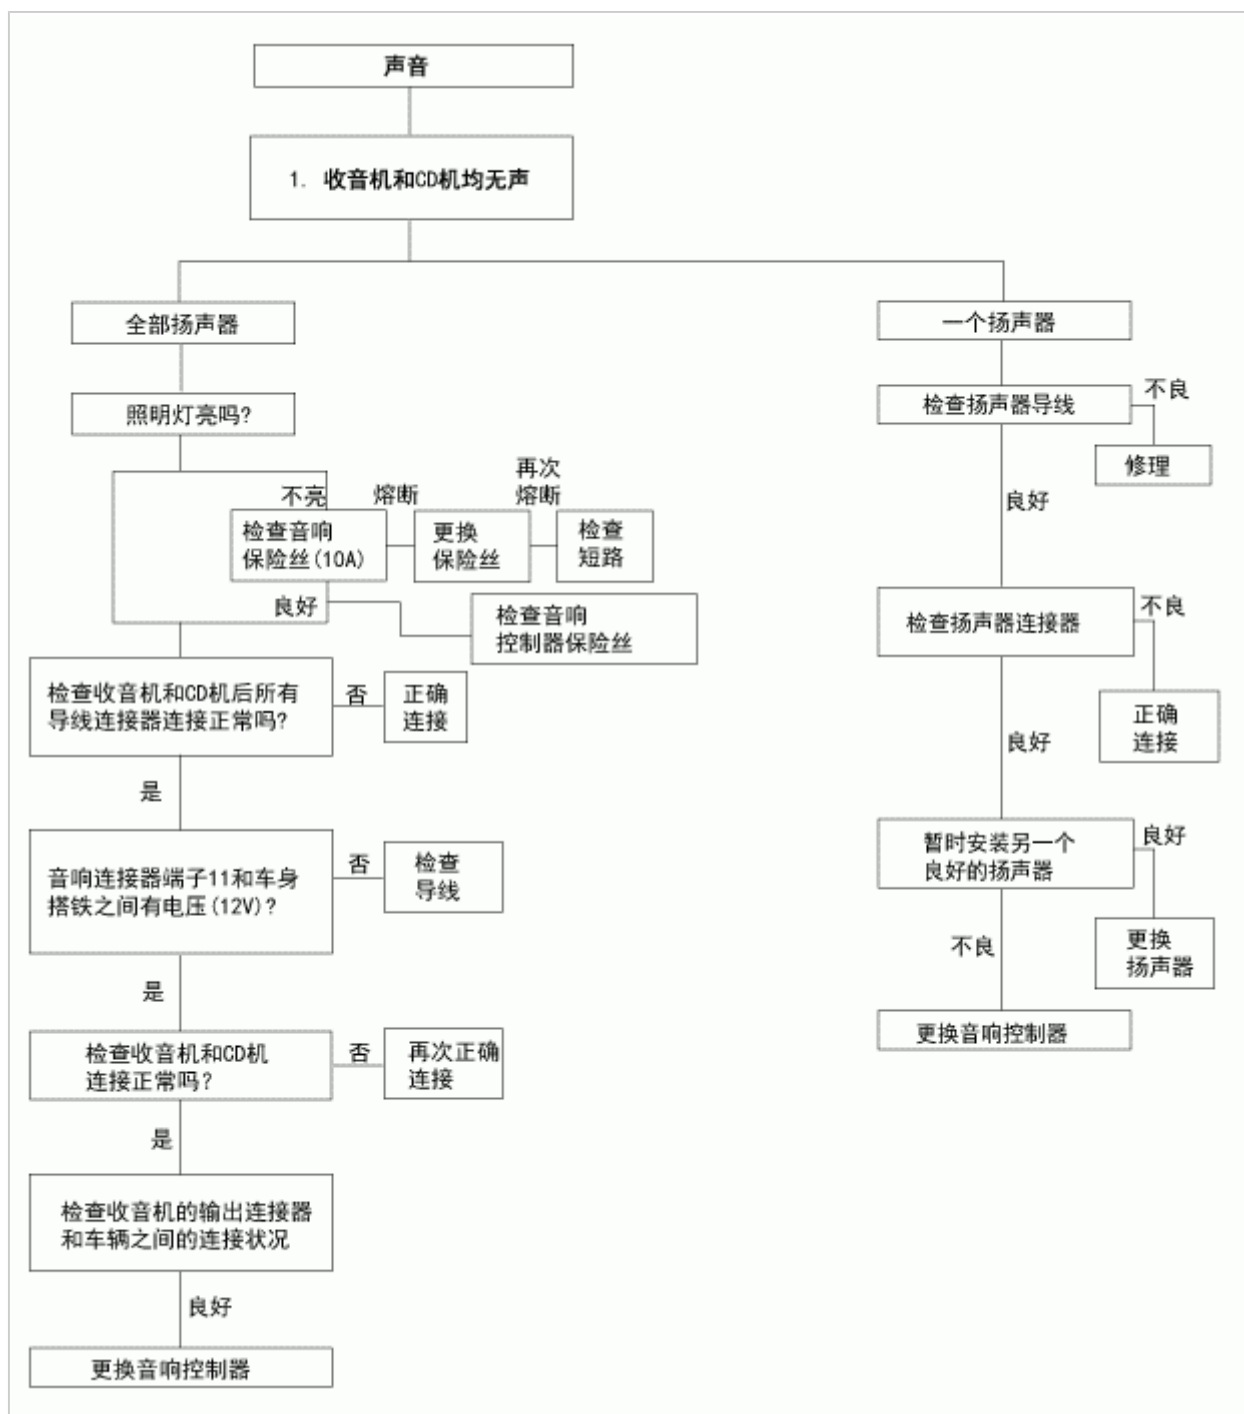 声音
1. 收音机和CD机均无声
全部扬声器
照明灯亮吗?
不亮
检查音响
保险丝(10A)
熔断
更换
保险丝
再次
熔断
检查
短路
良好
检查音响
控制器保险丝
检查收音机和CD机后所有
导线连接器连接正常吗?
否
正确
连接
是
音响连接器端子11和车身
搭铁之间有电压(12V)?
否
检查
导线
是
检查收音机和CD机
连接正常吗?
否
再次正确
连接
是
检查收音机的输出连接器
和车辆之间的连接状况
良好
更换音响控制器
一个扬声器
检查扬声器导线
不良
修理
良好
检查扬声器连接器
不良
正确
连接
良好
暂时安装另一个
良好的扬声器
良好
更换
扬声器
不良
更换音响控制器